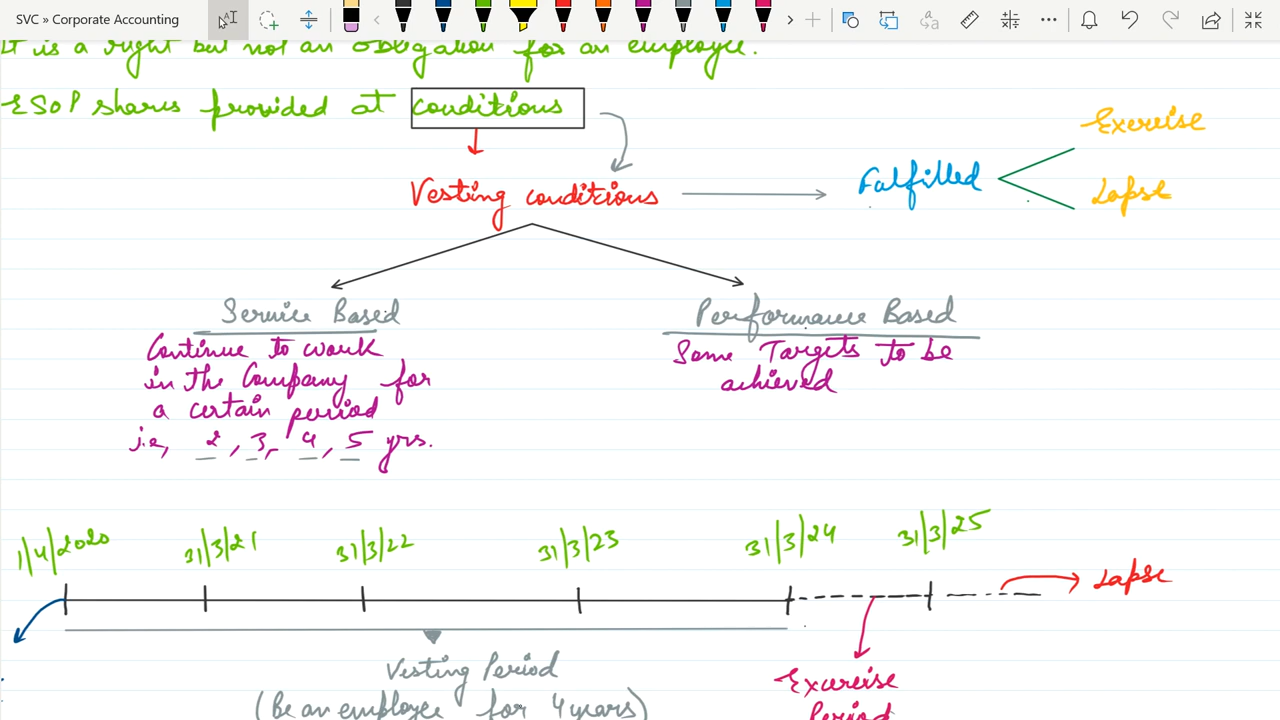 SVC » Corporate Accounting
It is a right but not an obligation for an employee.
ESOP shares provided at conditions
Exercise
Vesting conditions
Fulfilled
Lapse
Service Based
Performance Based
Continue to work
in the Company for
a certain period
i.e, 2, 3, 4, 5 yrs.
Some Targets to be
achieved
1/4/2020 31/3/21 31/3/22 31/3/23 31/3/24 31/3/25
Lapse
Vesting Period
(Be an employee for 4 years)
Exercise
Period